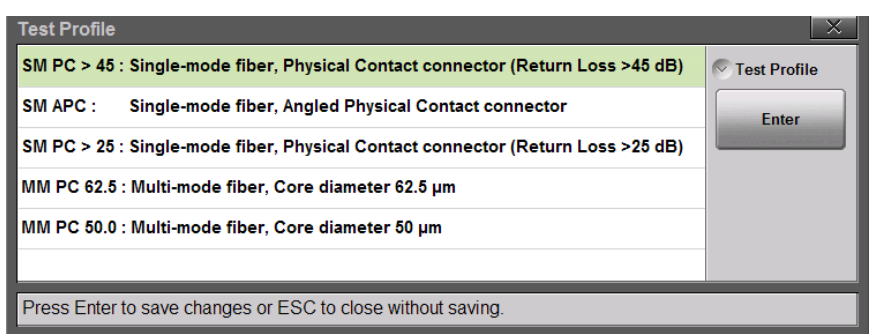 Test Profile
SM PC > 45 : Single-mode fiber, Physical Contact connector (Return Loss >45 dB)
SM APC : Single-mode fiber, Angled Physical Contact connector
SM PC > 25 : Single-mode fiber, Physical Contact connector (Return Loss >25 dB)
MM PC 62.5 : Multi-mode fiber, Core diameter 62.5 µm
MM PC 50.0 : Multi-mode fiber, Core diameter 50 µm
Test Profile
Enter
Press Enter to save changes or ESC to close without saving.